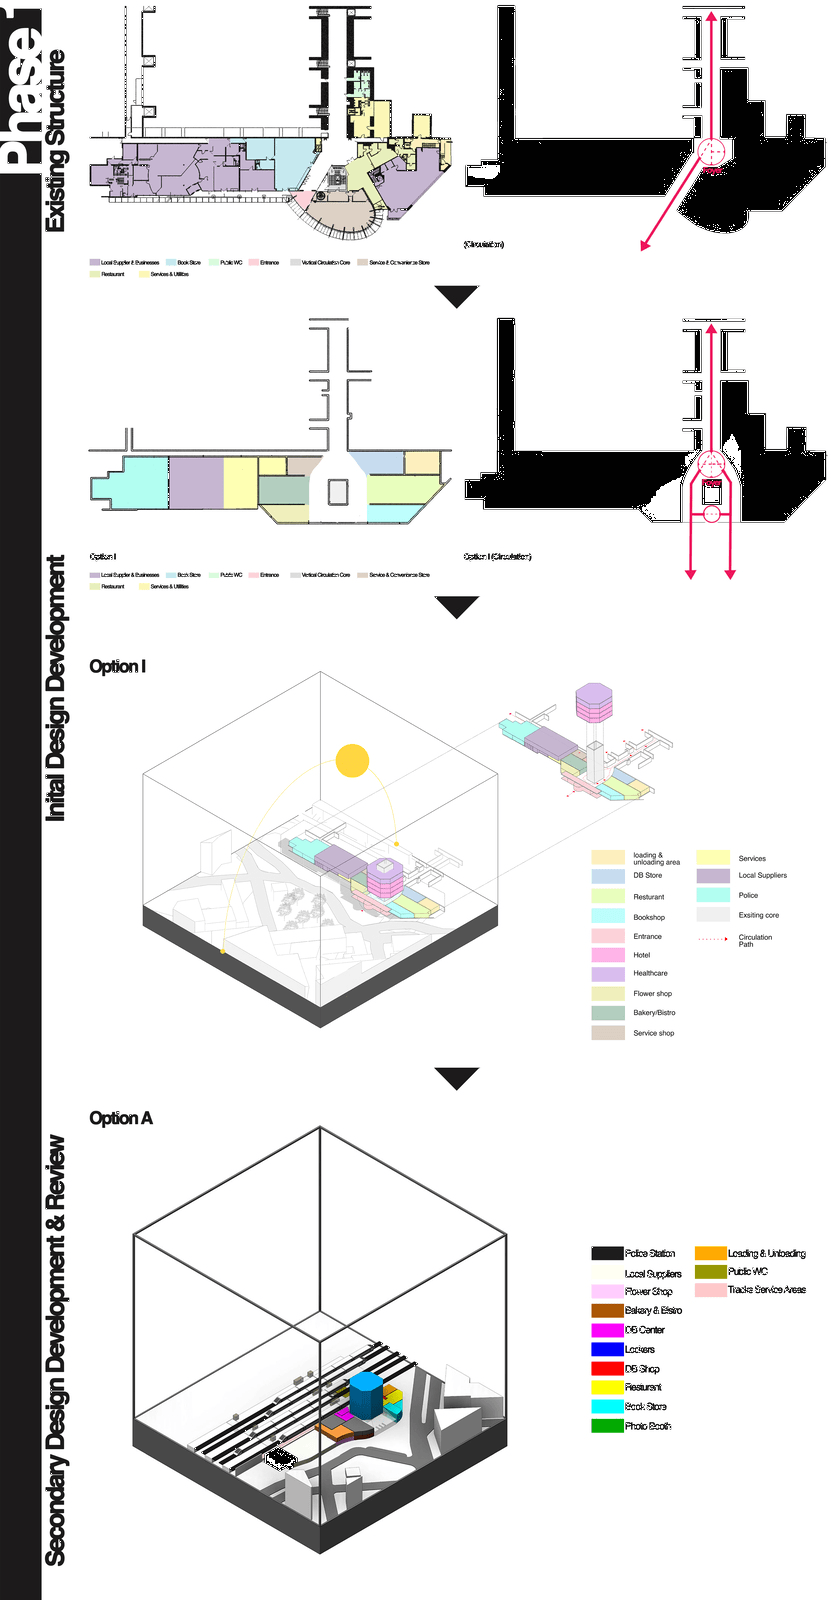 Phase 1
Existing Structure
Local Supplier & Businesses
Book Store
Public WC
Entrance
Vertical Circulation Core
Service & Convenience Store
Restaurant
Services & Utilities
(Circulation)
Inital Design Development
Option I
Option I (Circulation)
Local Supplier & Businesses
Book Store
Public WC
Entrance
Vertical Circulation Core
Service & Convenience Store
Restaurant
Services & Utilities
Option I
loading &
unloading area
DB Store
Resturant
Bookshop
Entrance
Hotel
Healthcare
Flower shop
Bakery/Bistro
Service shop
Services
Local Suppliers
Police
Exsiting core
Circulation
Path
Secondary Design Development & Review
Option A
Police Station
Local Suppliers
Flower Shop
Bakery & Bistro
DB Center
Lockers
DB Shop
Resturant
Book Store
Photo Booth
Loading & Unloading
Public WC
Tracks Service Areas